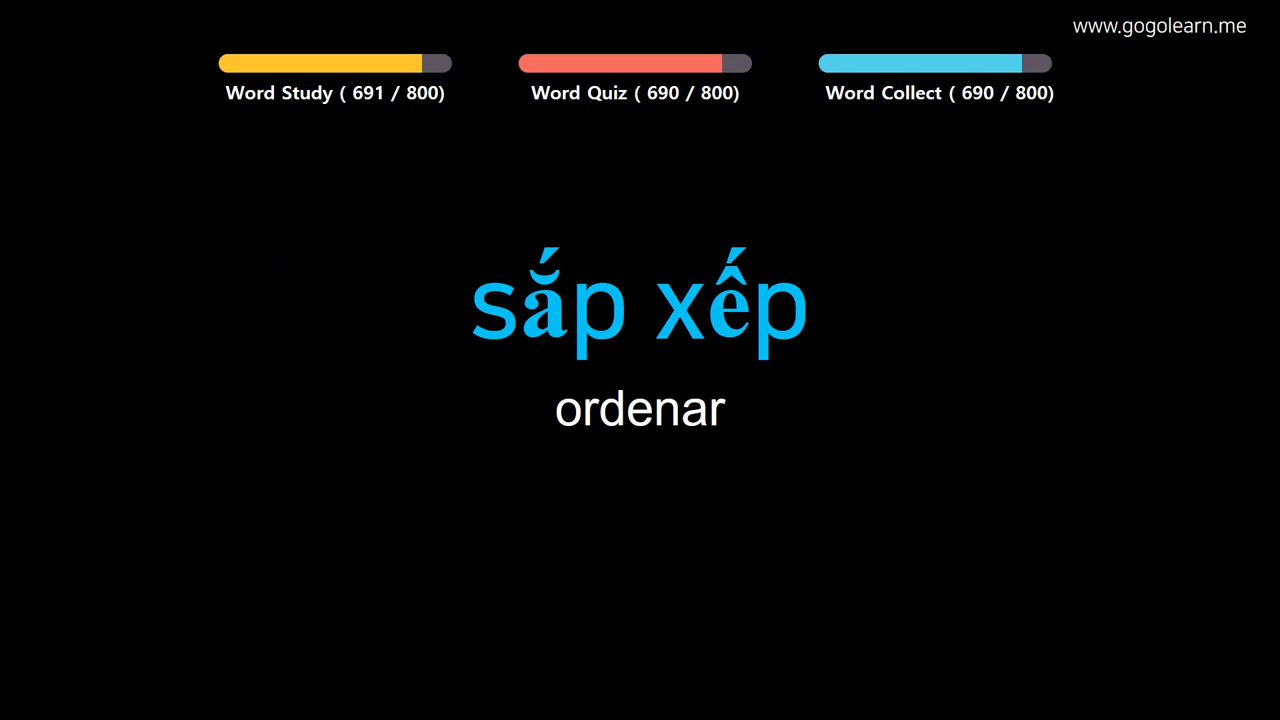 www.gogolearn.me
Word Study ( 691 / 800)
Word Quiz ( 690 / 800)
Word Collect ( 690 / 800)
sắp xếp
ordenar